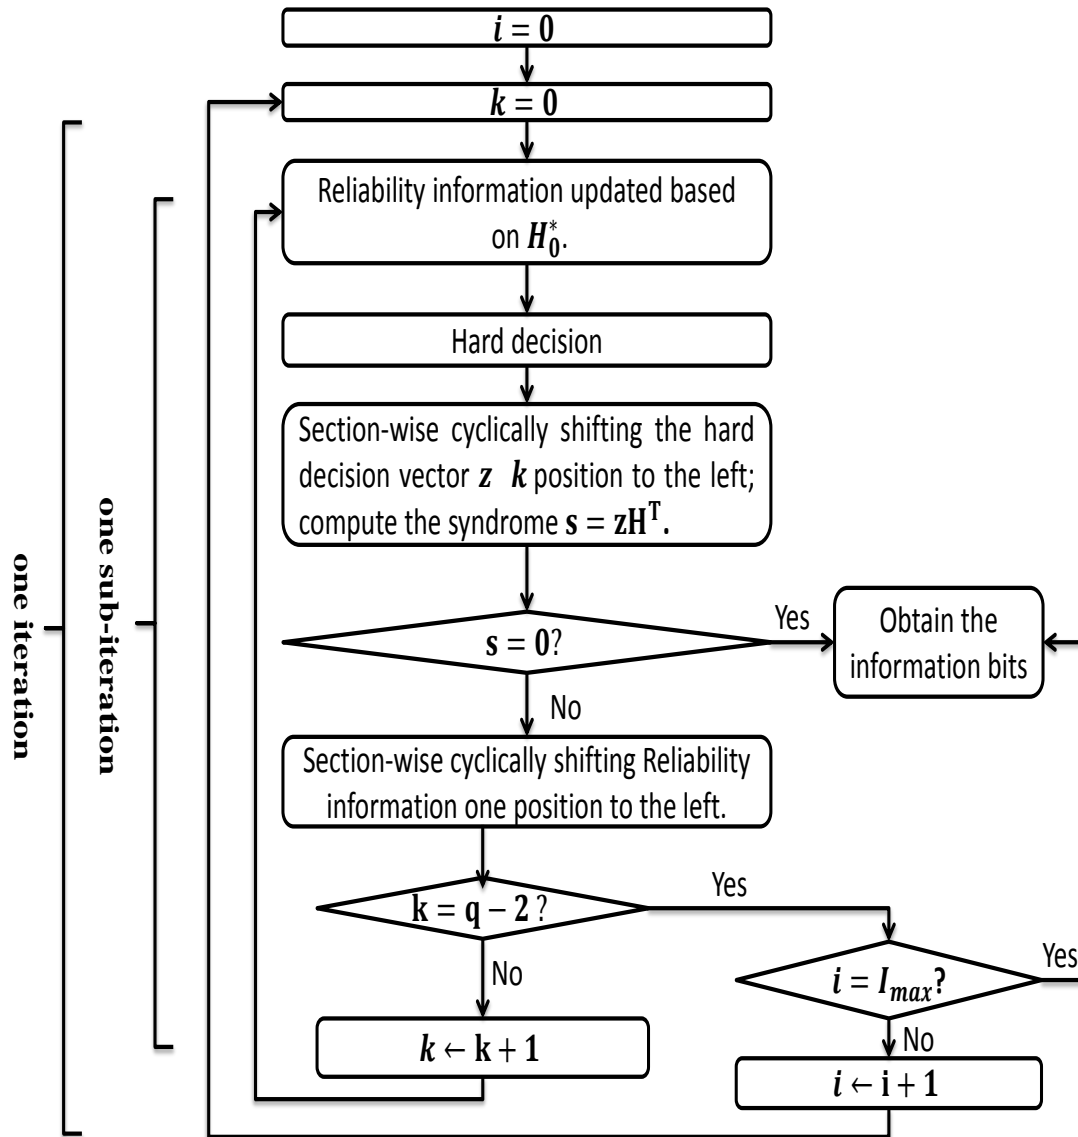 i = 0
k = 0
Reliability information updated based
on H₀*.
Hard decision
Section-wise cyclically shifting the hard
decision vector z k position to the left;
compute the syndrome s = zHᵀ.
s = 0?
Yes
Obtain the
information bits
No
Section-wise cyclically shifting Reliability
information one position to the left.
k = q − 2 ?
Yes
No
i = Iₘₐₓ?
Yes
No
k ← k + 1
i ← i + 1
one sub-iteration
one iteration